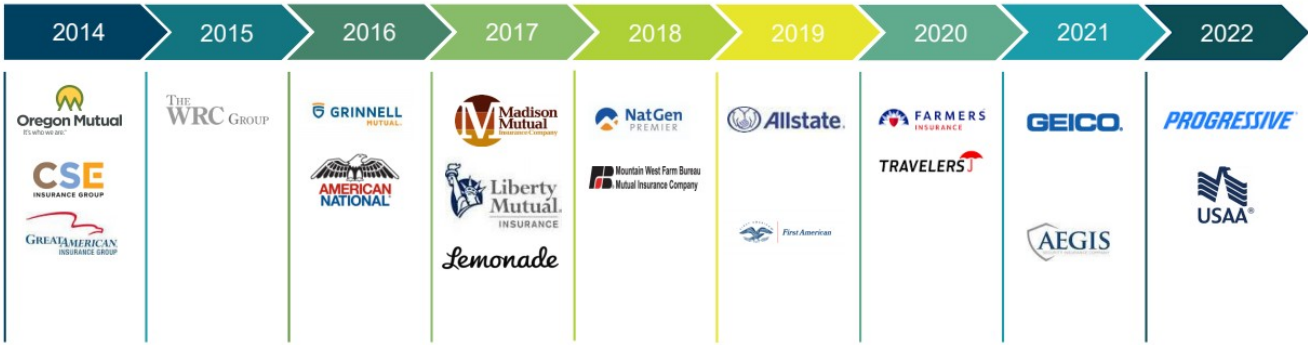 2014
2015
2016
2017
2018
2019
2020
2021
2022
Oregon Mutual
It's who we are.®
CSE
INSURANCE GROUP
GREATAMERICAN
INSURANCE GROUP
THE
WRC GROUP
GRINNELL
MUTUAL.
AMERICAN
NATIONAL®
Madison
Mutual
Insurance Company
Liberty
Mutual.
INSURANCE
Lemonade
NatGen
PREMIER
Mountain West Farm Bureau
Mutual Insurance Company
Allstate.
First American
FARMERS
INSURANCE
TRAVELERS
GEICO.
AEGIS
PROGRESSIVE®
USAA®